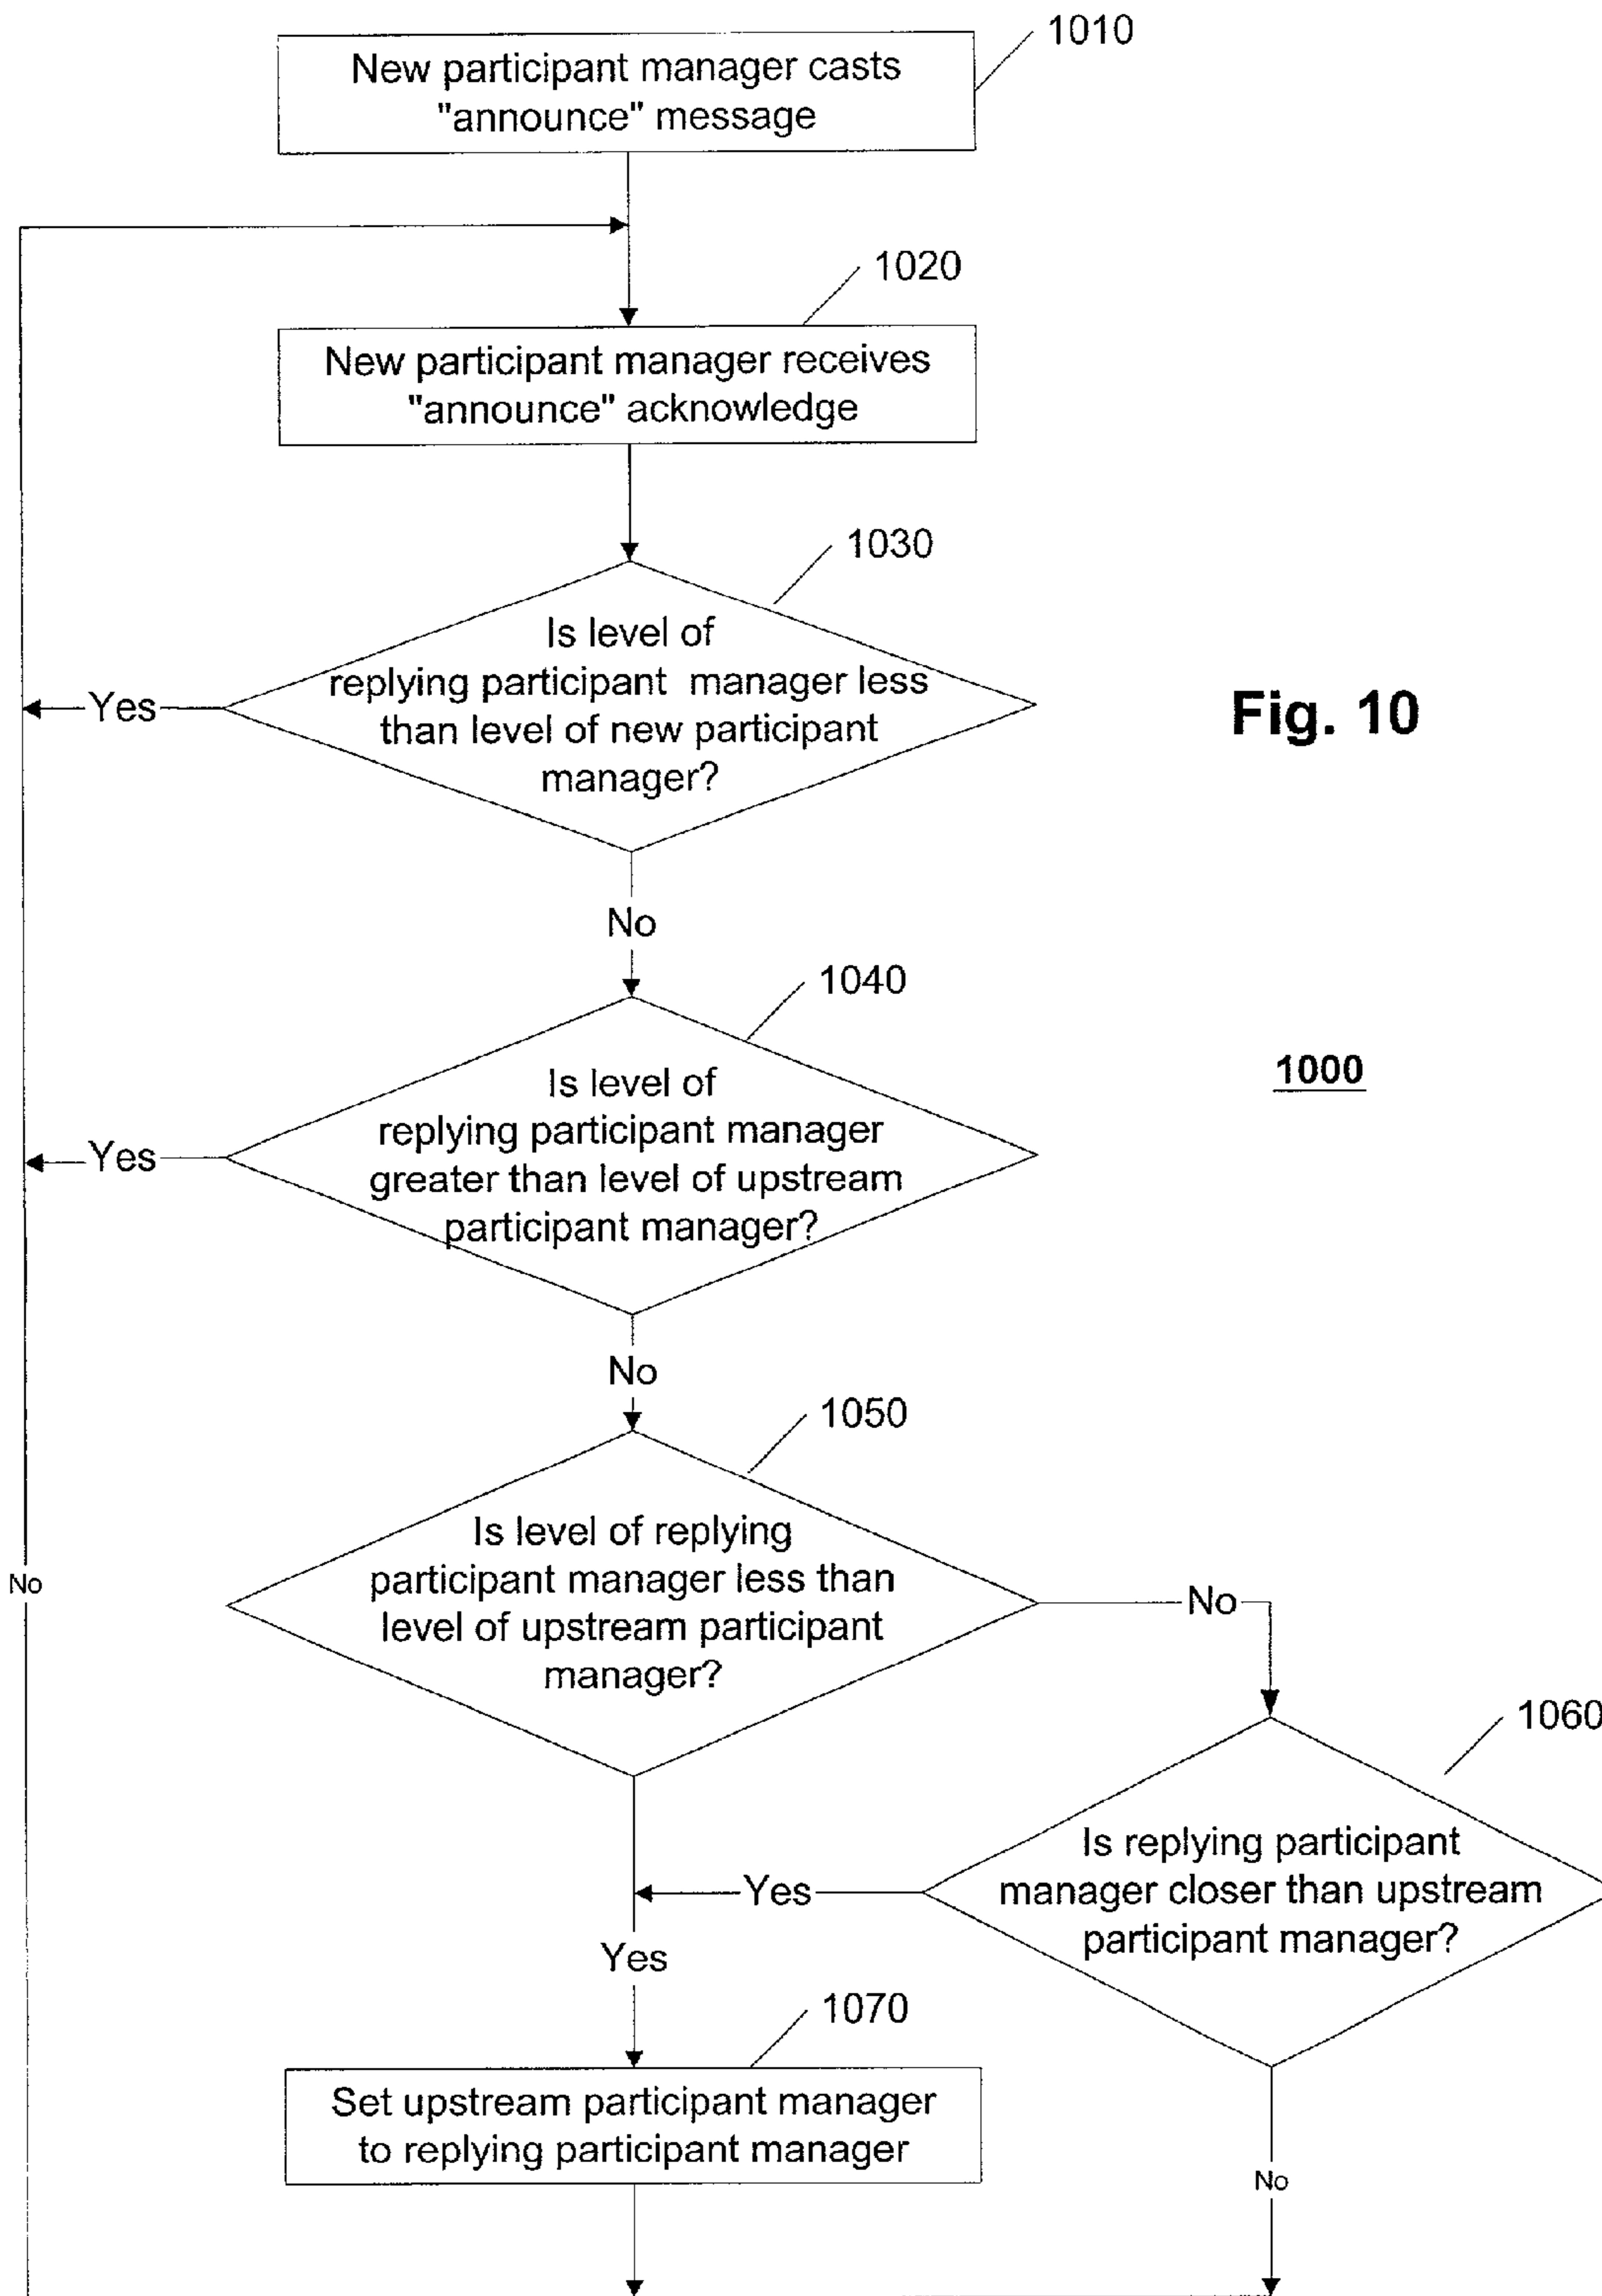 1010
New participant manager casts
"announce" message
1020
New participant manager receives
"announce" acknowledge
1030
Is level of
replying participant manager less
than level of new participant
manager?
Yes
Fig. 10
No
1040
Is level of
replying participant manager
greater than level of upstream
participant manager?
Yes
1000
No
1050
Is level of replying
participant manager less than
level of upstream participant
manager?
No
No
1060
Is replying participant
manager closer than upstream
participant manager?
Yes
Yes
1070
Set upstream participant manager
to replying participant manager
No